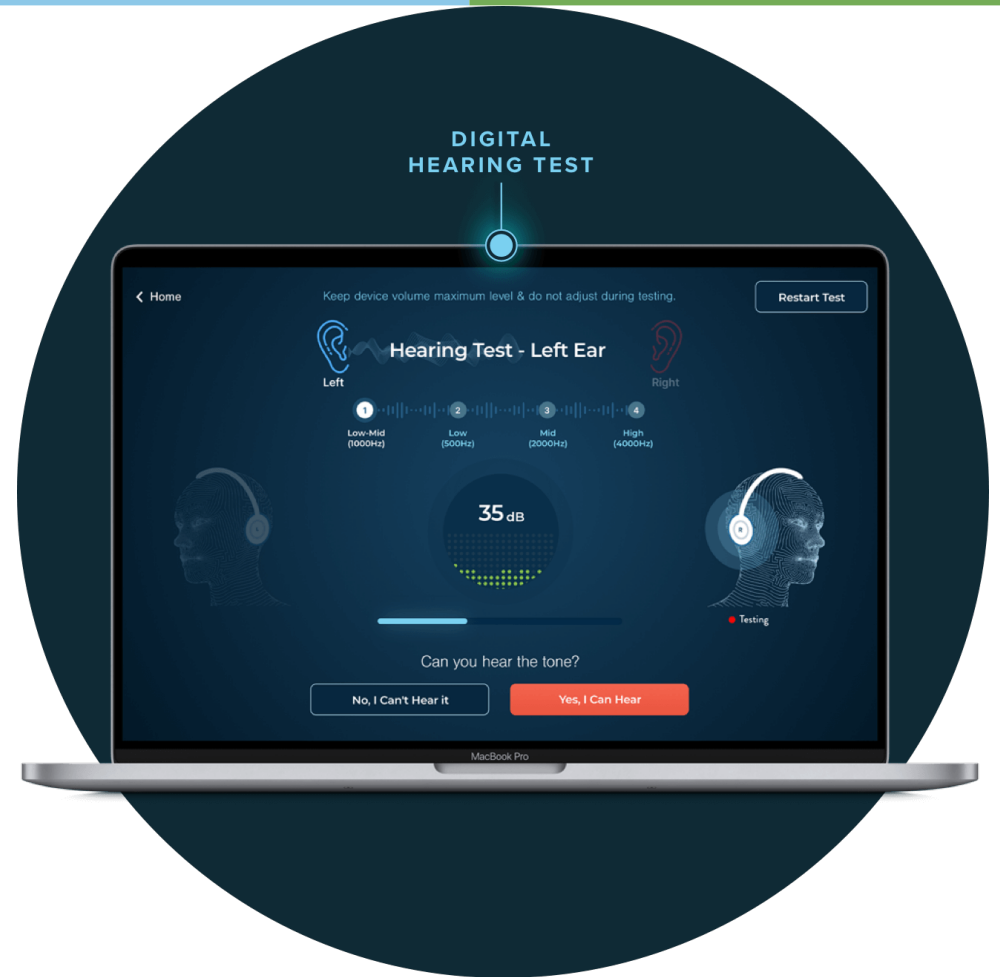 DIGITAL
HEARING TEST
Home
Keep device volume maximum level & do not adjust during testing.
Restart Test
Hearing Test - Left Ear
Left
Right
1
2
3
4
Low-Mid
(1000Hz)
Low
(500Hz)
Mid
(2000Hz)
High
(4000Hz)
35 dB
R
Testing
Can you hear the tone?
No, I Can't Hear it
Yes, I Can Hear
MacBook Pro